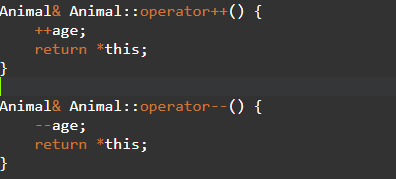 Animal& Animal::operator++() {
    ++age;
    return *this;
}

Animal& Animal::operator--() {
    --age;
    return *this;
}